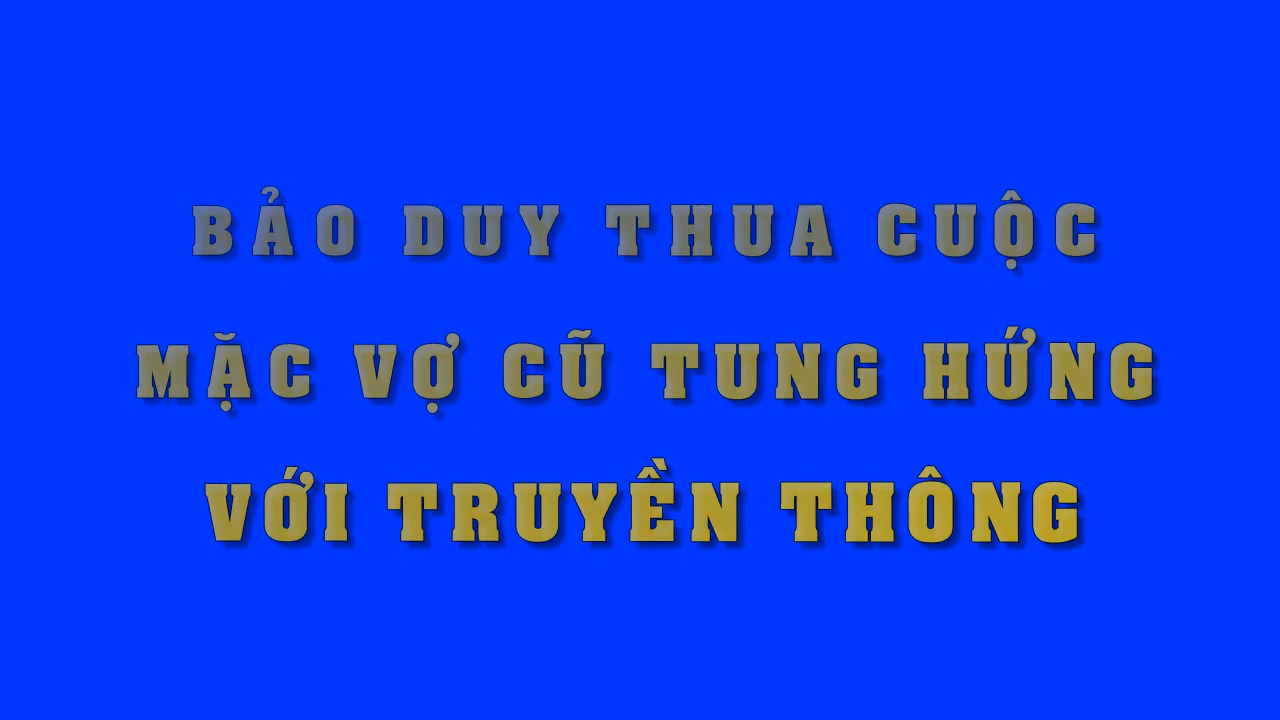 BẢO DUY THUA CUỘC
MẶC VỢ CŨ TUNG HỨNG
VỚI TRUYỀN THÔNG